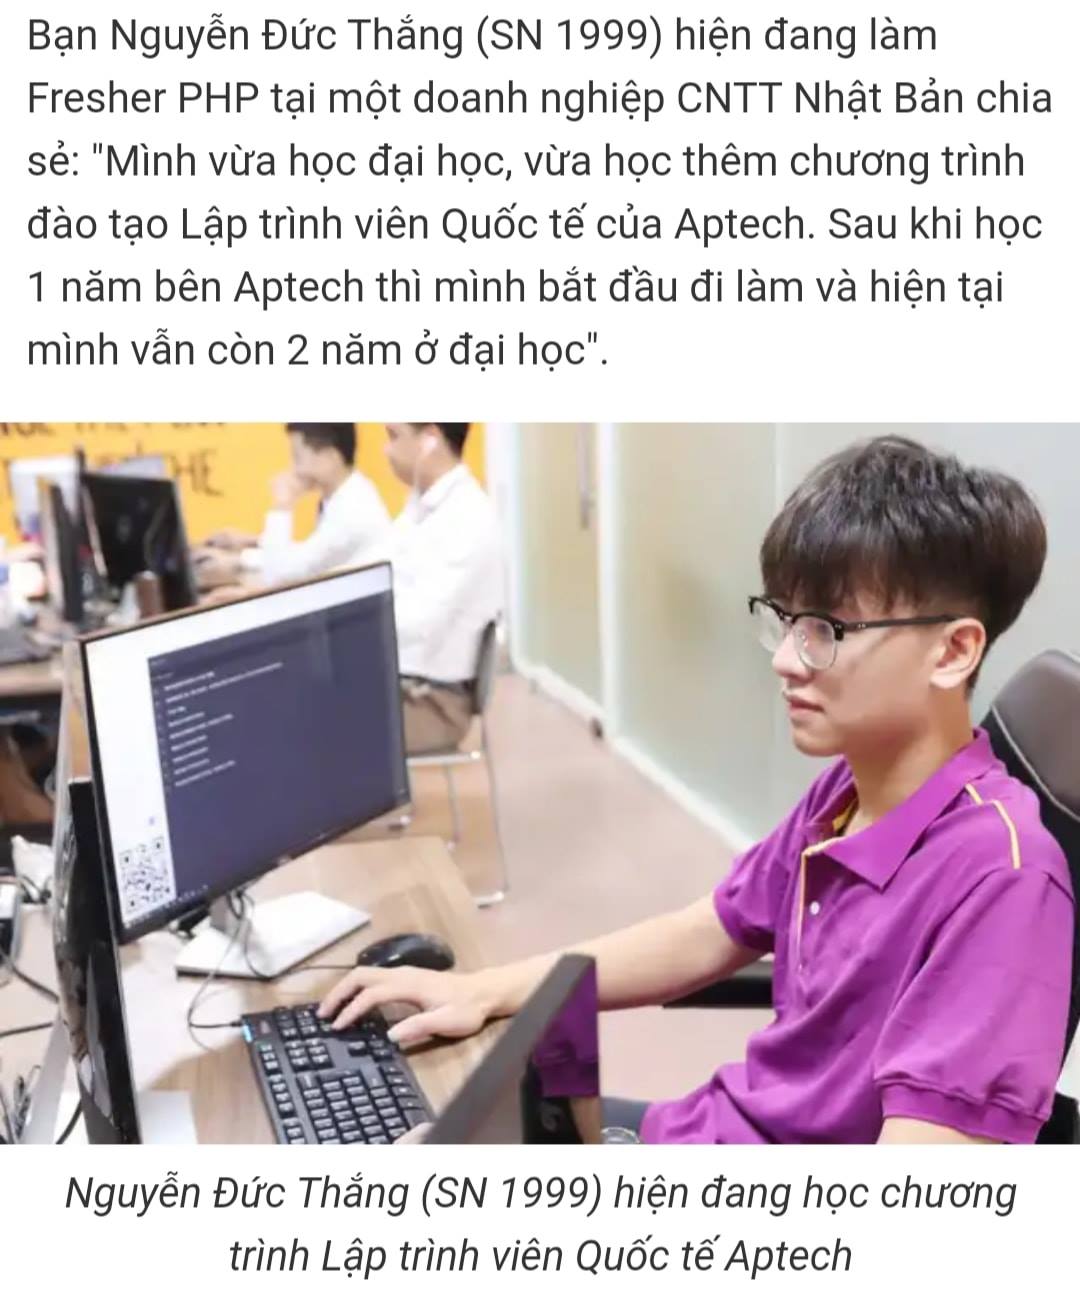 Bạn Nguyễn Đức Thắng (SN 1999) hiện đang làm
Fresher PHP tại một doanh nghiệp CNTT Nhật Bản chia
sẻ: "Mình vừa học đại học, vừa học thêm chương trình
đào tạo Lập trình viên Quốc tế của Aptech. Sau khi học
1 năm bên Aptech thì mình bắt đầu đi làm và hiện tại
mình vẫn còn 2 năm ở đại học".
HE
Nguyễn Đức Thắng (SN 1999) hiện đang học chương
trình Lập trình viên Quốc tế Aptech